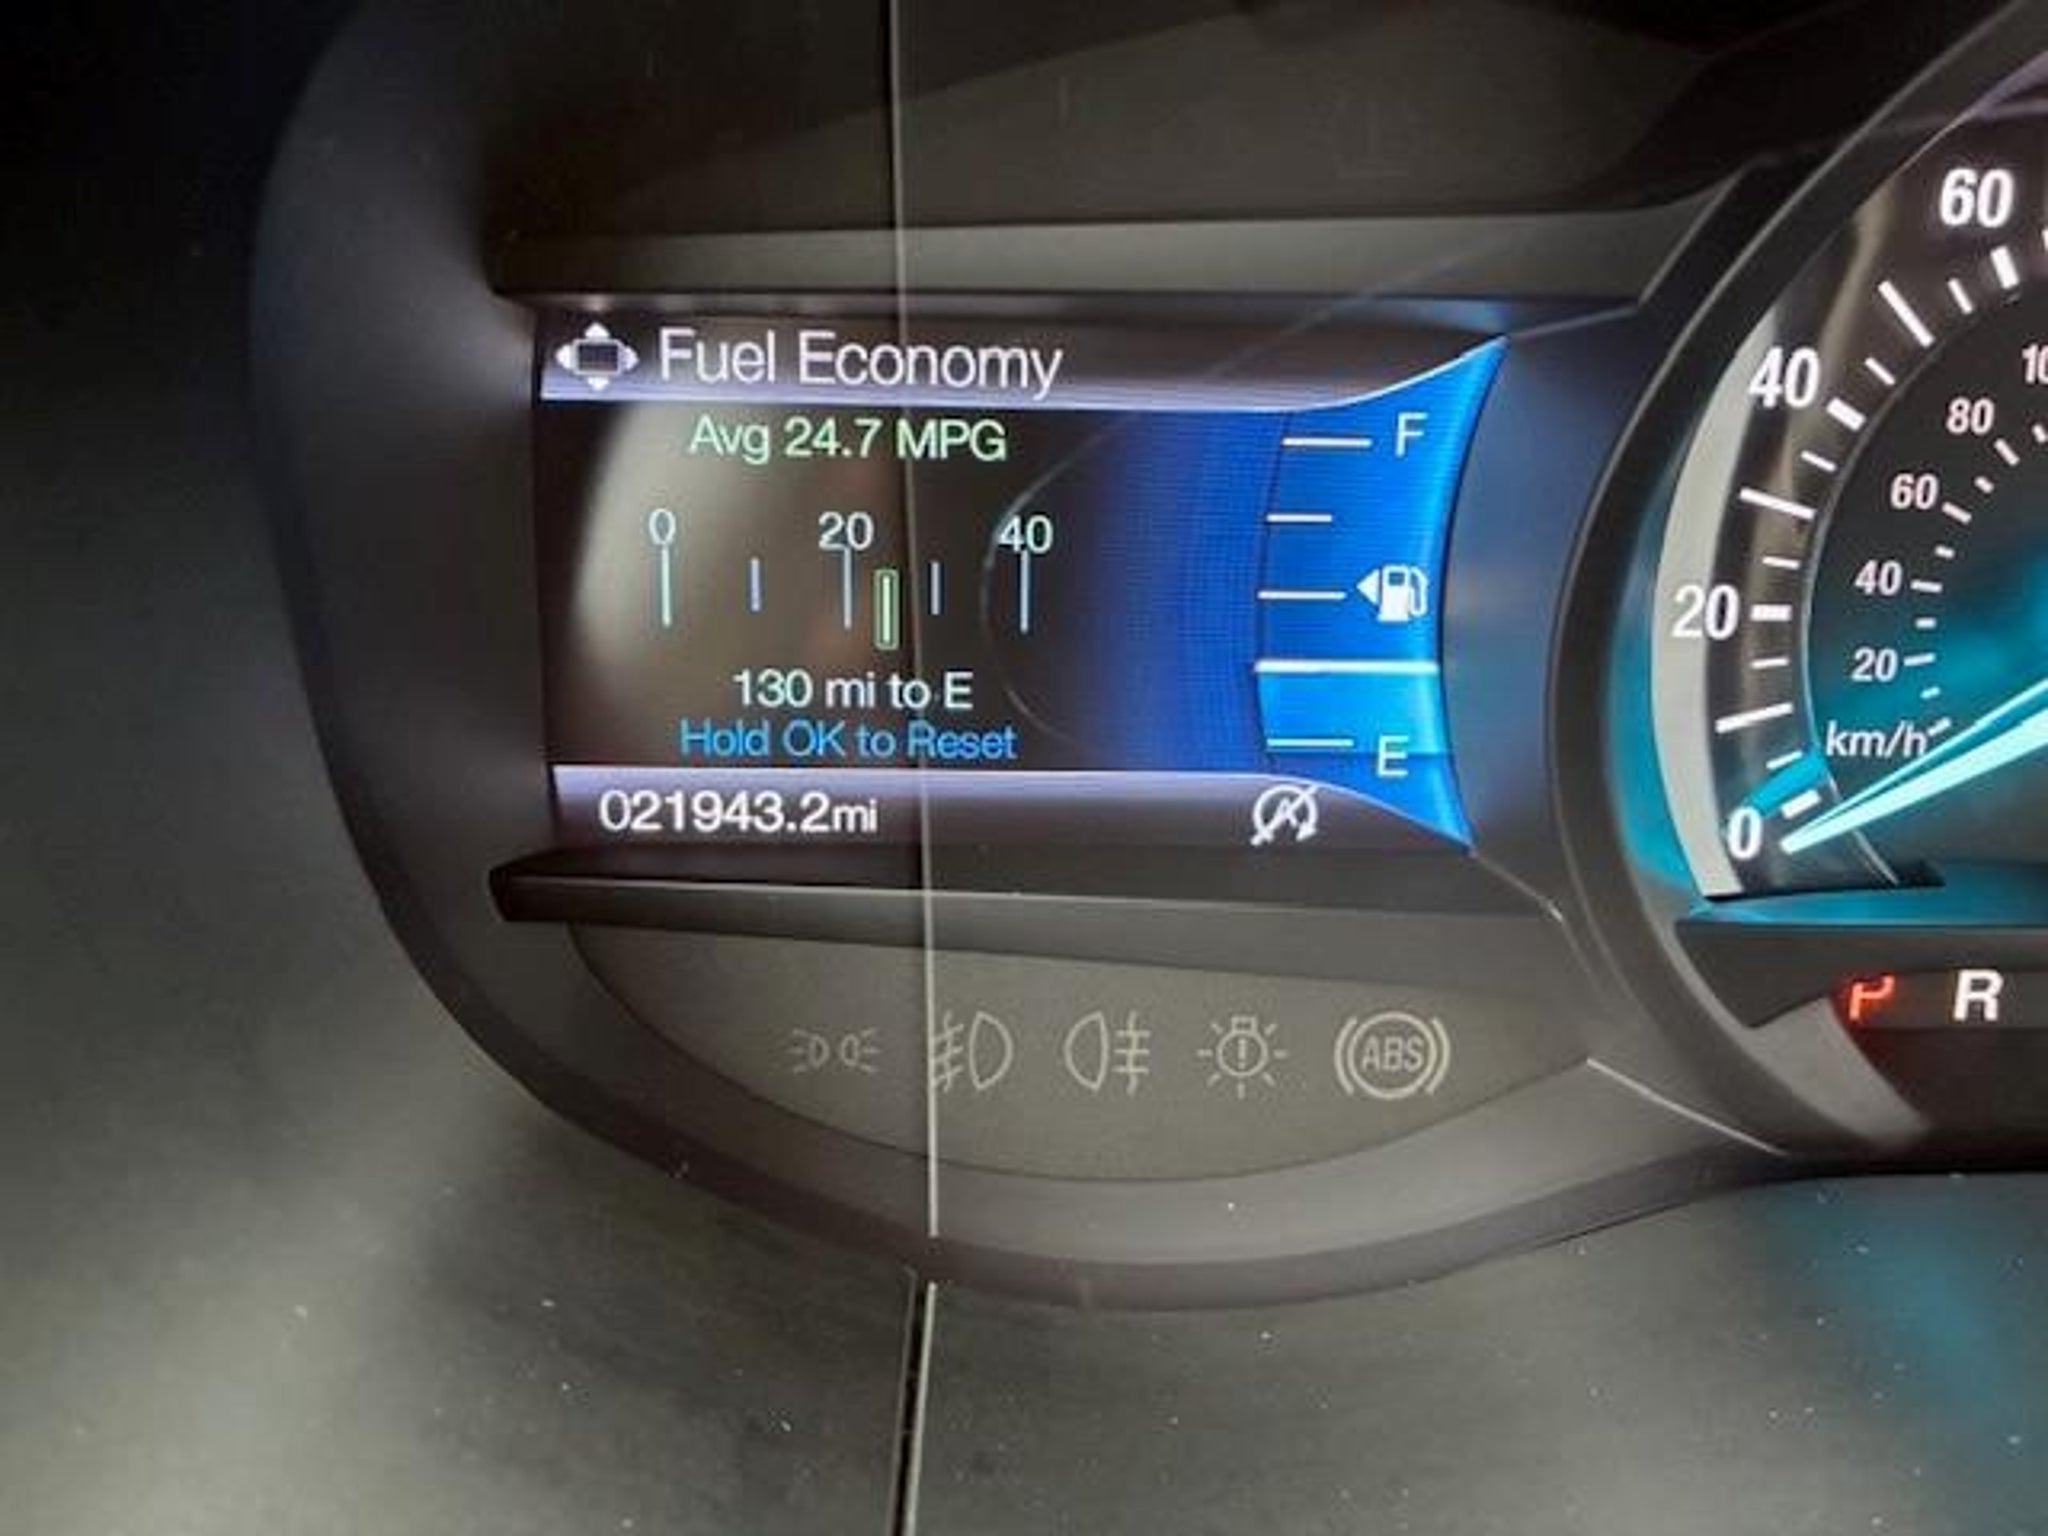 Fuel Economy
Avg 24.7 MPG
0 20 40
130 mi to E
Hold OK to Reset
021943.2mi
F
E
A
60
40
20
0
80
60
40
20
km/h
P R
ABS